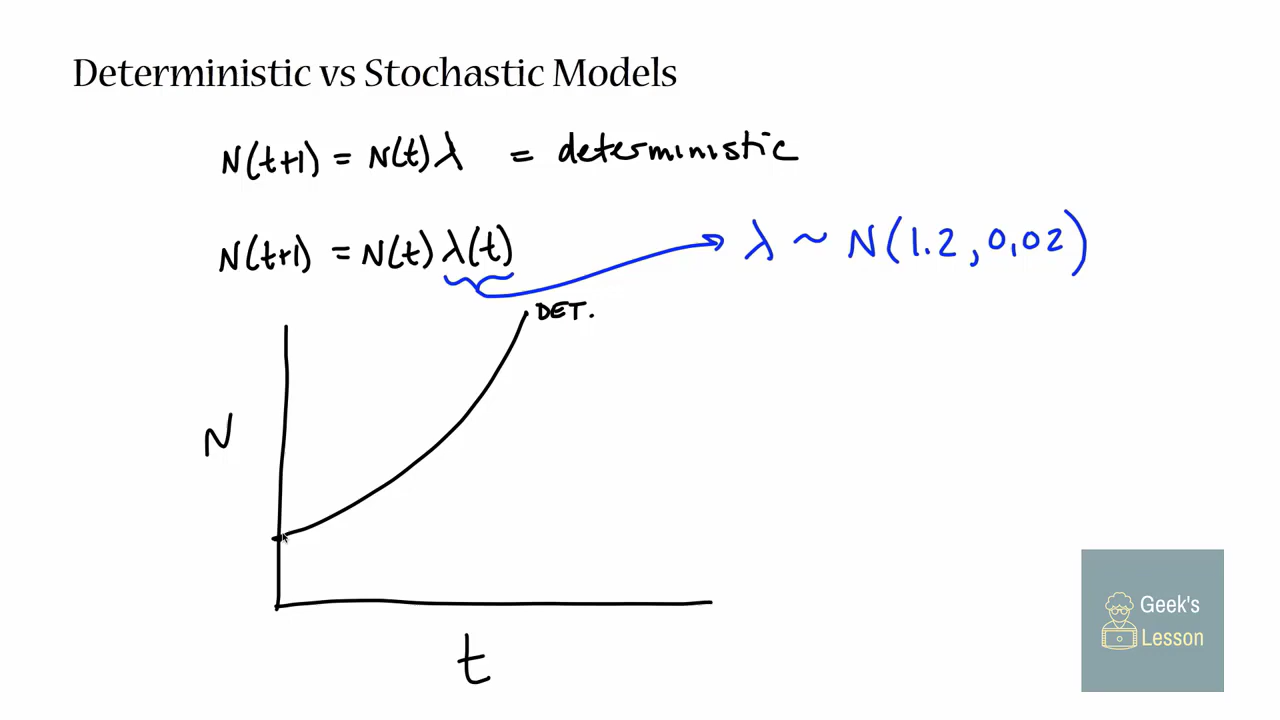 Deterministic vs Stochastic Models
N(t+1) = N(t) λ = deterministic
N(t+1) = N(t) λ(t) λ ~ N(1.2, 0.02)
DET.
N
t
Geek's
Lesson